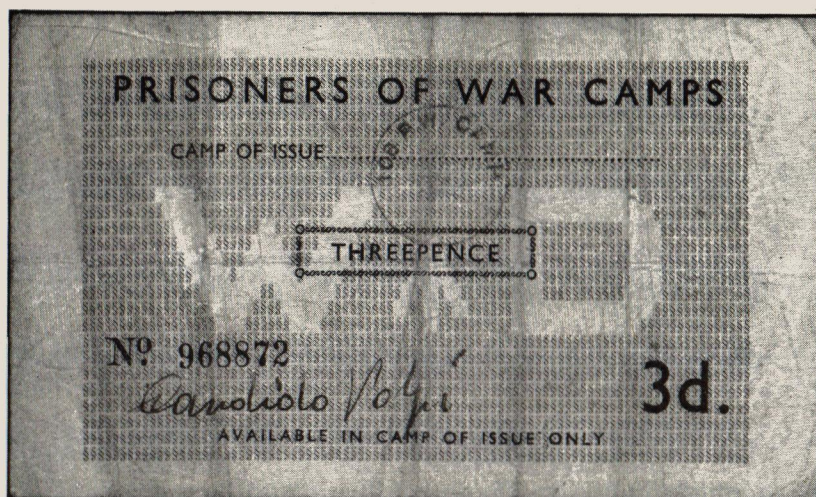 PRISONERS OF WAR CAMPS
CAMP OF ISSUE
THREEPENCE
Nº 968872
3d.
AVAILABLE IN CAMP OF ISSUE ONLY